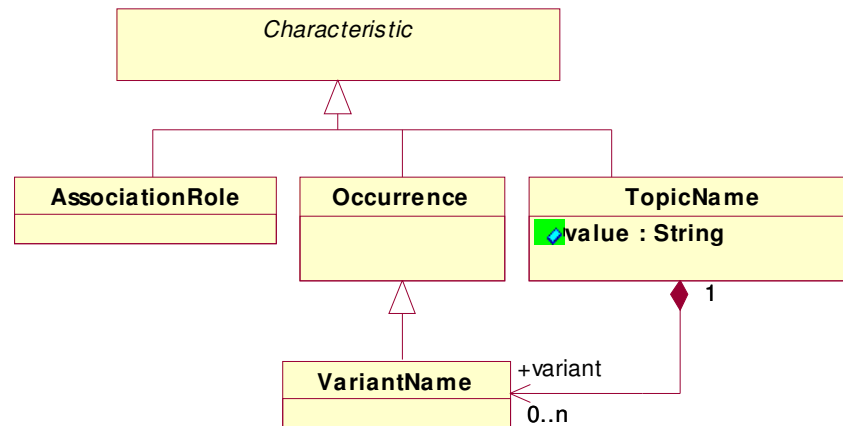 Characteristic
AssociationRole
Occurrence
TopicName
value : String
1
VariantName
+variant
0..n